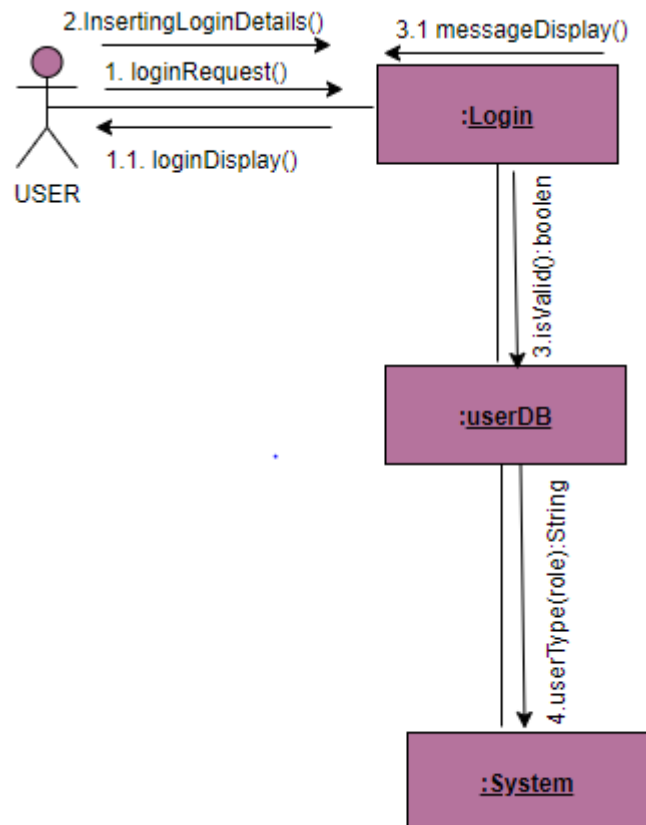 2.InsertingLoginDetails()
3.1 messageDisplay()
1. loginRequest()
:Login
1.1. loginDisplay()
USER
3.isValid():boolen
:userDB
4.userType(role):String
:System